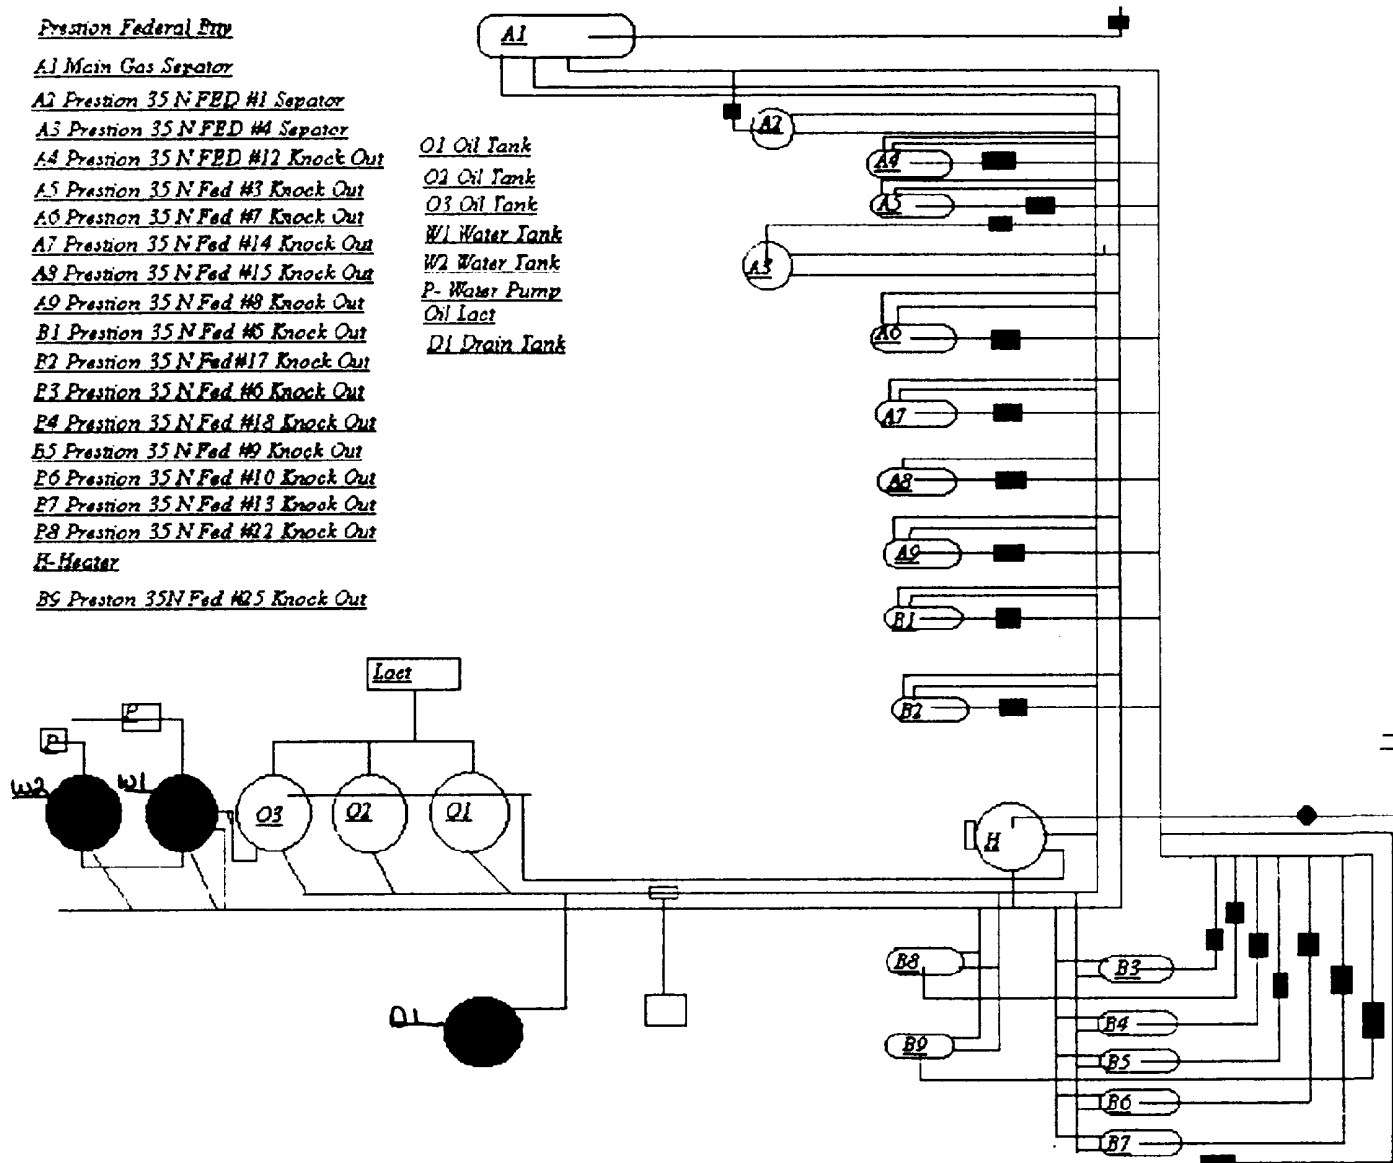 Prestion Federal Btty
A1 Main Gas Sepator
A2 Prestion 35 N FED #1 Sepator
A3 Prestion 35 N FED #4 Sepator
A4 Prestion 35 N FED #12 Knock Out
A5 Prestion 35 N Fed #3 Knock Out
A6 Prestion 35 N Fed #7 Knock Out
A7 Prestion 35 N Fed #14 Knock Out
A8 Prestion 35 N Fed #15 Knock Out
A9 Prestion 35 N Fed #8 Knock Out
B1 Prestion 35 N Fed #5 Knock Out
B2 Prestion 35 N Fed#17 Knock Out
B3 Prestion 35 N Fed #6 Knock Out
B4 Prestion 35 N Fed #18 Knock Out
B5 Prestion 35 N Fed #9 Knock Out
B6 Prestion 35 N Fed #10 Knock Out
B7 Prestion 35 N Fed #13 Knock Out
B8 Prestion 35 N Fed #22 Knock Out
H-Heater
B9 Preston 35N Fed #25 Knock Out
O1 Oil Tank
O2 Oil Tank
O3 Oil Tank
W1 Water Tank
W2 Water Tank
P- Water Pump
Oil Lact
D1 Drain Tank
A1
A2
A4
A5
A3
A6
A7
A8
A9
B1
B2
Lact
P
P
W2
W1
O3
O2
O1
H
B8
B3
D1
B4
B9
B5
B6
B7